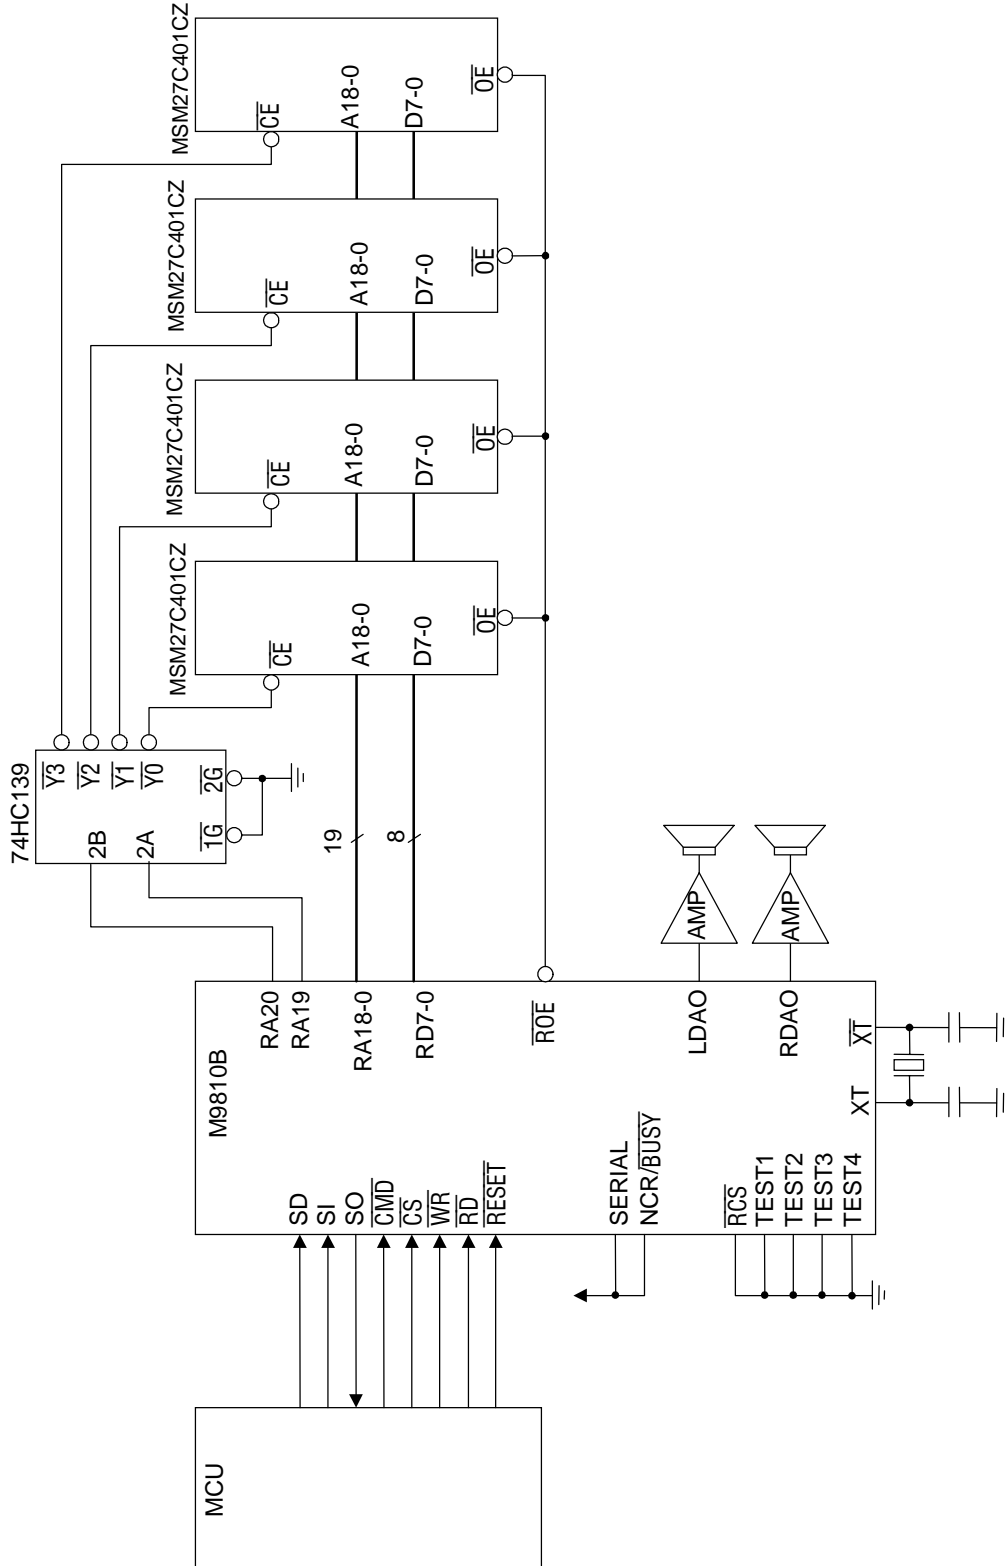 MCU
M9810B
SD
SI
SO
CMD
CS
WR
RD
RESET
SERIAL
NCR/BUSY
RCS
TEST1
TEST2
TEST3
TEST4
RA20
RA19
RA18-0
RD7-0
ROE
LDAO
RDAO
XT
XT
AMP
AMP
19
8
74HC139
2B
2A
Y3
Y2
Y1
Y0
1G
2G
MSM27C401CZ
CE
A18-0
D7-0
OE
MSM27C401CZ
CE
A18-0
D7-0
OE
MSM27C401CZ
CE
A18-0
D7-0
OE
MSM27C401CZ
CE
A18-0
D7-0
OE